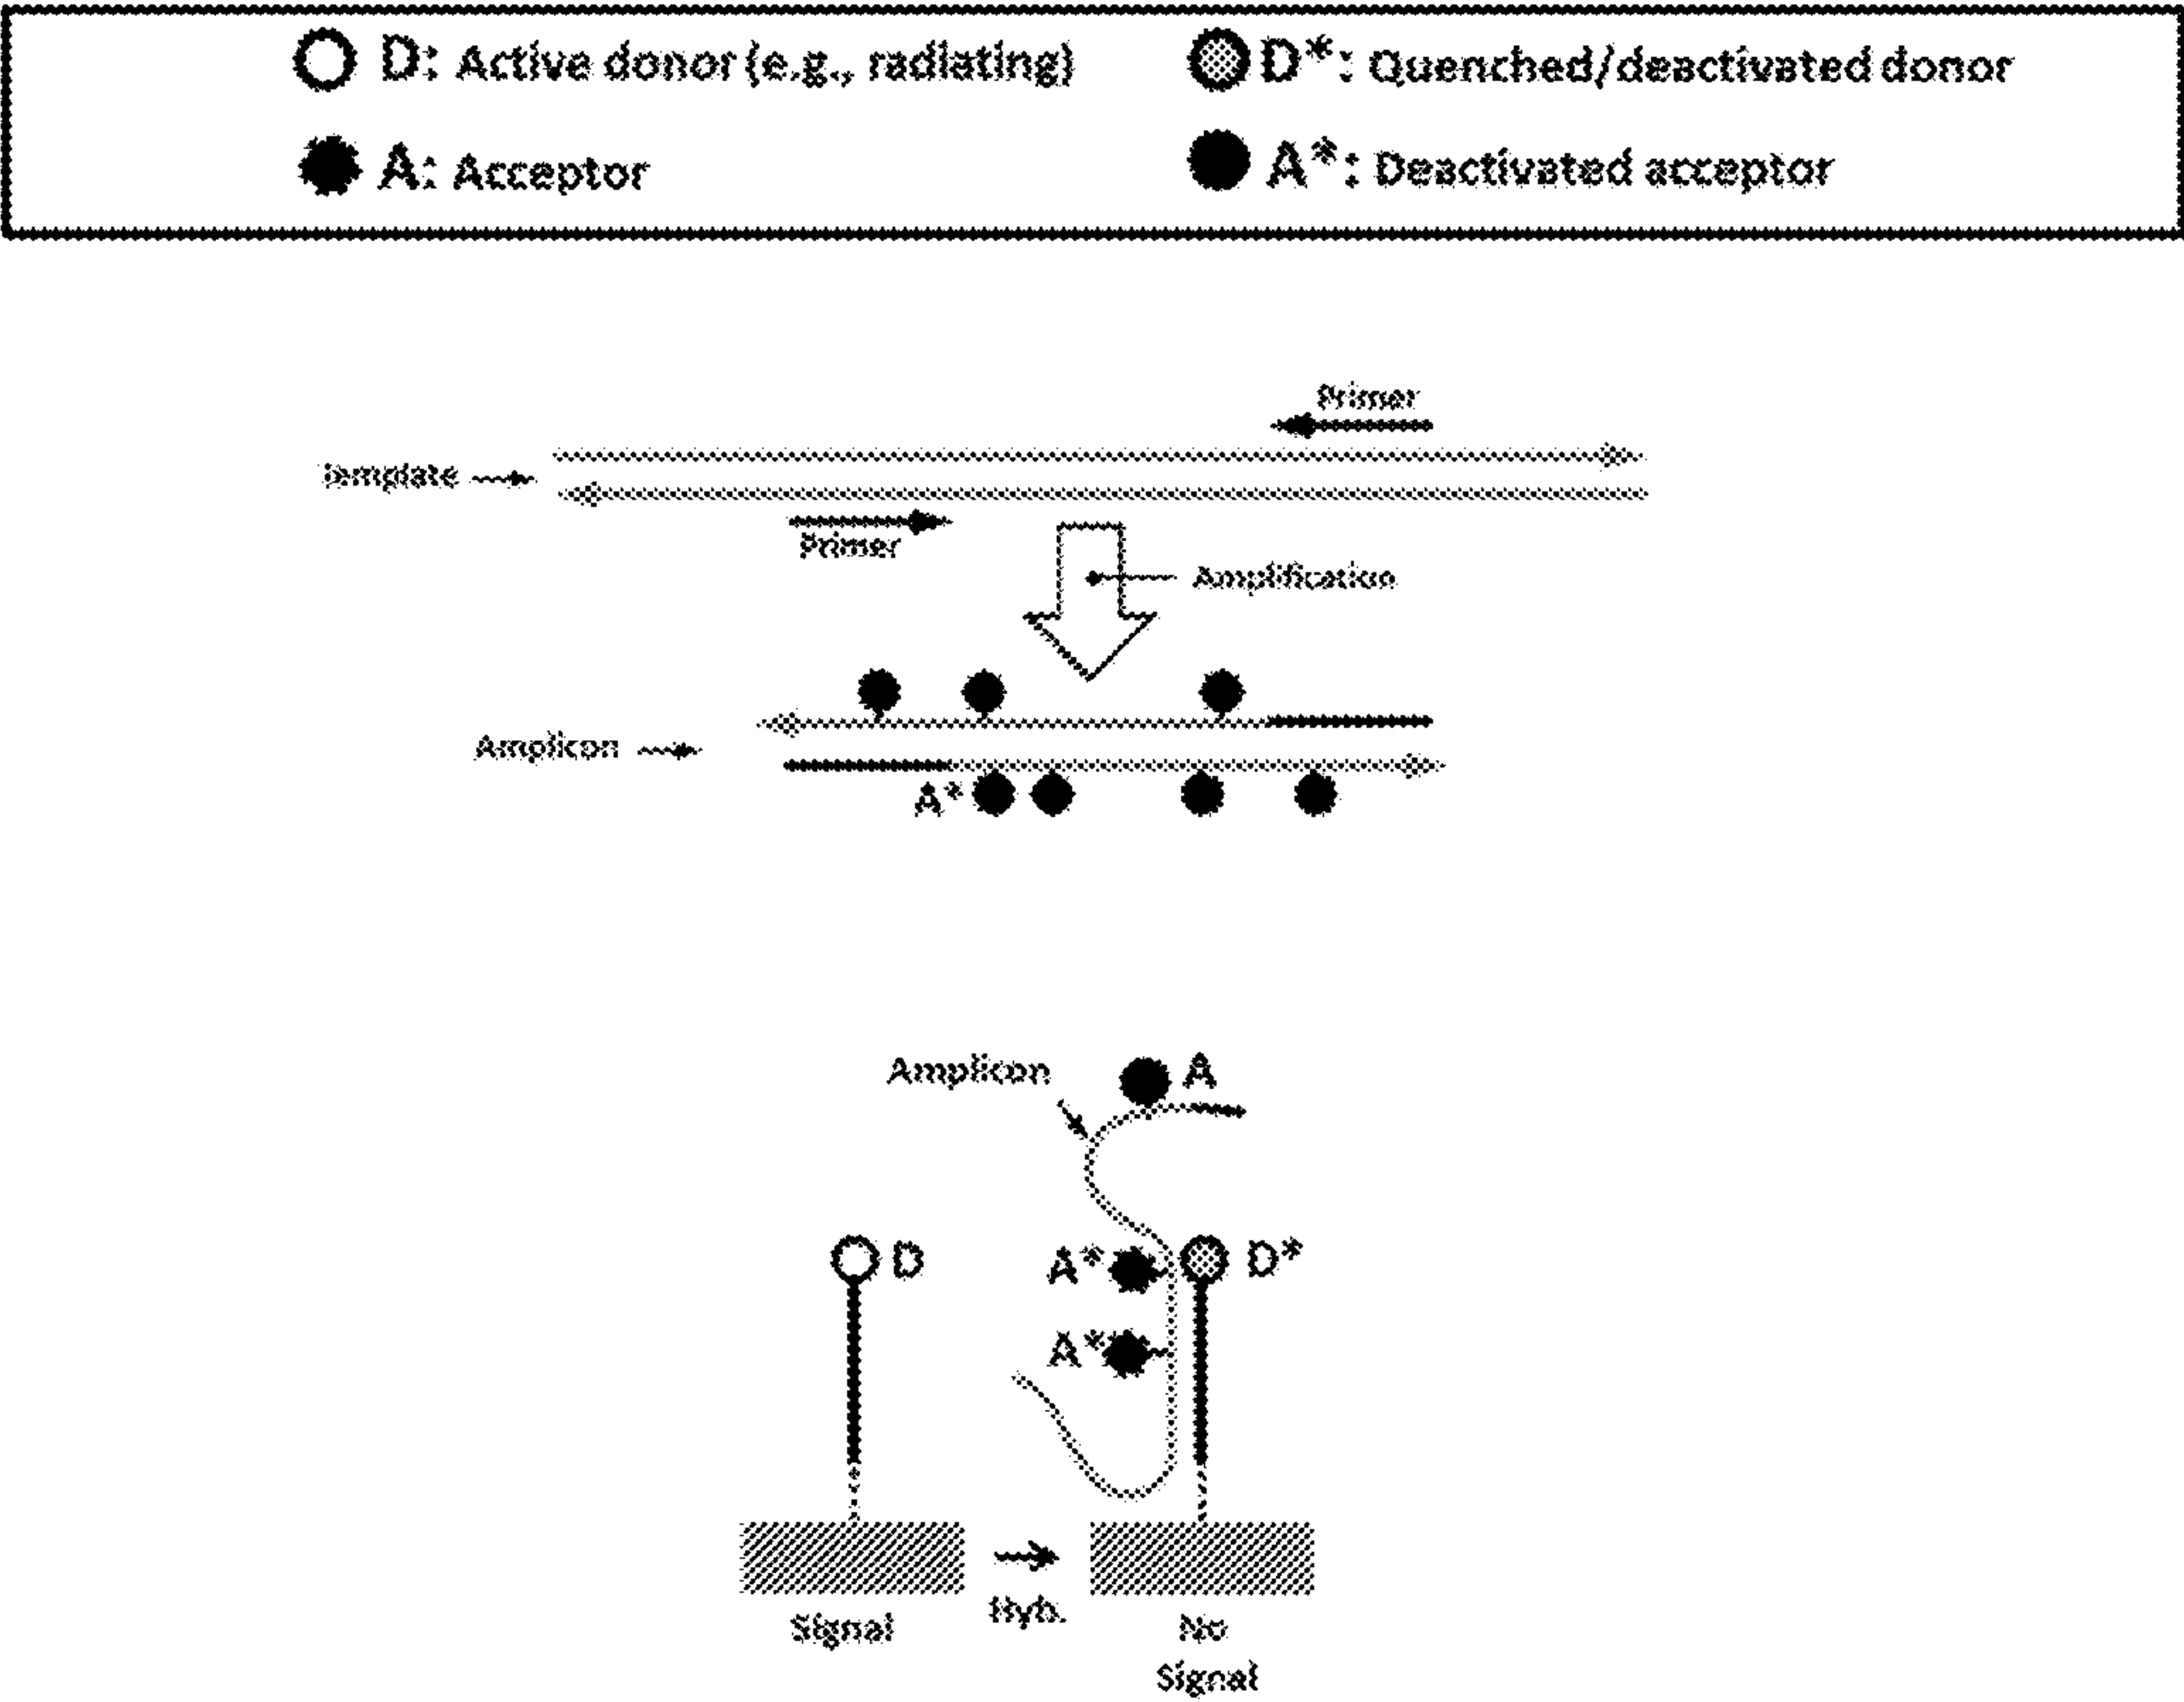 D: Active donor (e.g., radiating)
D*: Quenched/deactivated donor
A: Acceptor
A*: Deactivated acceptor
Primer
Template
Primer
Amplification
Amplicon
A*
Amplicon
A
D
A*
D*
A*
Hyb.
Signal
No
Signal